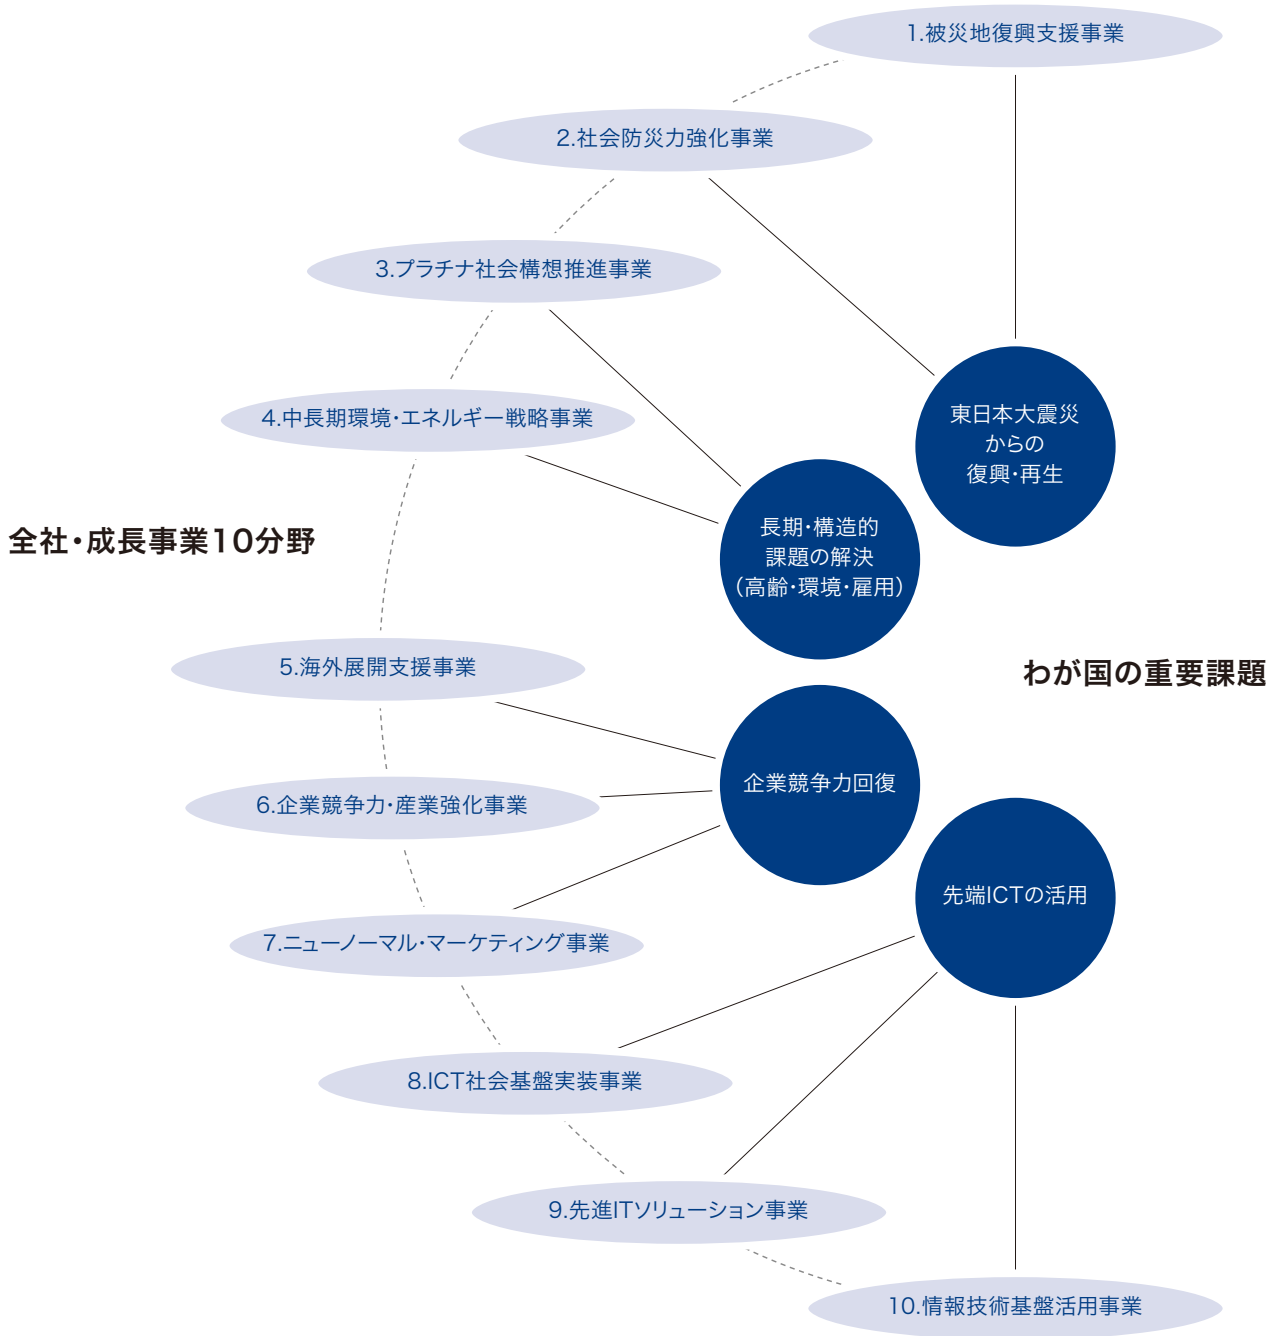 1.被災地復興支援事業
2.社会防災力強化事業
3.プラチナ社会構想推進事業
4.中長期環境・エネルギー戦略事業
東日本大震災
からの
復興・再生
長期・構造的
課題の解決
（高齢・環境・雇用）
全社・成長事業10分野
5.海外展開支援事業
わが国の重要課題
企業競争力回復
6.企業競争力・産業強化事業
先端ICTの活用
7.ニューノーマル・マーケティング事業
8.ICT社会基盤実装事業
9.先進ITソリューション事業
10.情報技術基盤活用事業